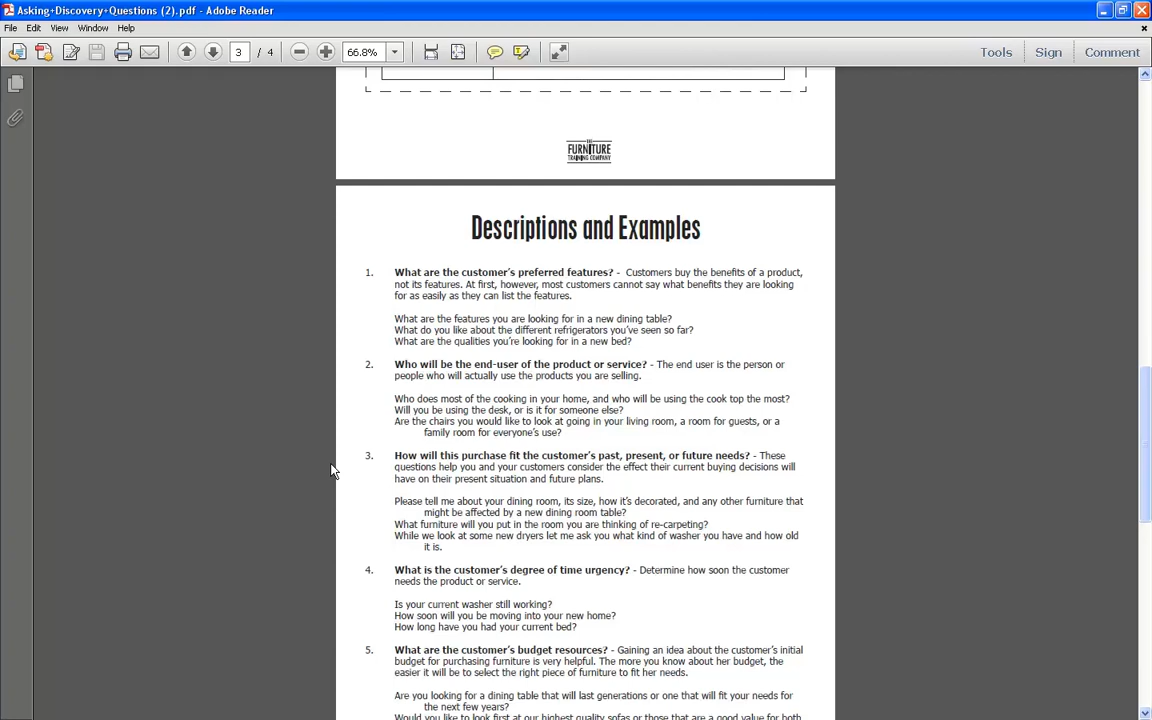 Asking+Discovery+Questions (2).pdf - Adobe Reader
File Edit View Window Help
3 / 4 66.8% Tools Sign Comment
FURNITURE
TRAINING COMPANY
Descriptions and Examples
1. What are the customer's preferred features? - Customers buy the benefits of a product,
not its features. At first, however, most customers cannot say what benefits they are looking
for as easily as they can list the features.
What are the features you are looking for in a new dining table?
What do you like about the different refrigerators you've seen so far?
What are the qualities you're looking for in a new bed?
2. Who will be the end-user of the product or service? - The end user is the person or
people who will actually use the products you are selling.
Who does most of the cooking in your home, and who will be using the cook top the most?
Will you be using the desk, or is it for someone else?
Are the chairs you would like to look at going in your living room, a room for guests, or a
family room for everyone's use?
3. How will this purchase fit the customer's past, present, or future needs? - These
questions help you and your customers consider the effect their current buying decisions will
have on their present situation and future plans.
Please tell me about your dining room, its size, how it's decorated, and any other furniture that
might be affected by a new dining room table?
What furniture will you put in the room you are thinking of re-carpeting?
While we look at some new dryers let me ask you what kind of washer you have and how old
it is.
4. What is the customer's degree of time urgency? - Determine how soon the customer
needs the product or service.
Is your current washer still working?
How soon will you be moving into your new home?
How long have you had your current bed?
5. What are the customer's budget resources? - Gaining an idea about the customer's initial
budget for purchasing furniture is very helpful. The more you know about her budget, the
easier it will be to select the right piece of furniture to fit her needs.
Are you looking for a dining table that will last generations or one that will fit your needs for
the next few years?
Would you like to look first at our highest quality sofas or those that are a good value for both